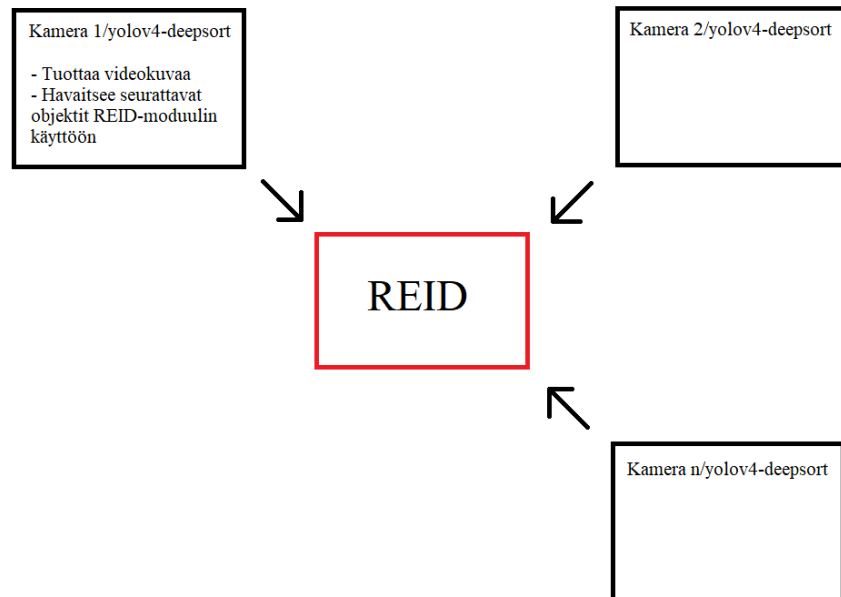 Kamera 1/yolov4-deepsort
- Tuottaa videokuvaa
- Havaitsee seurattavat
objektit REID-moduulin
käyttöön
Kamera 2/yolov4-deepsort
REID
Kamera n/yolov4-deepsort